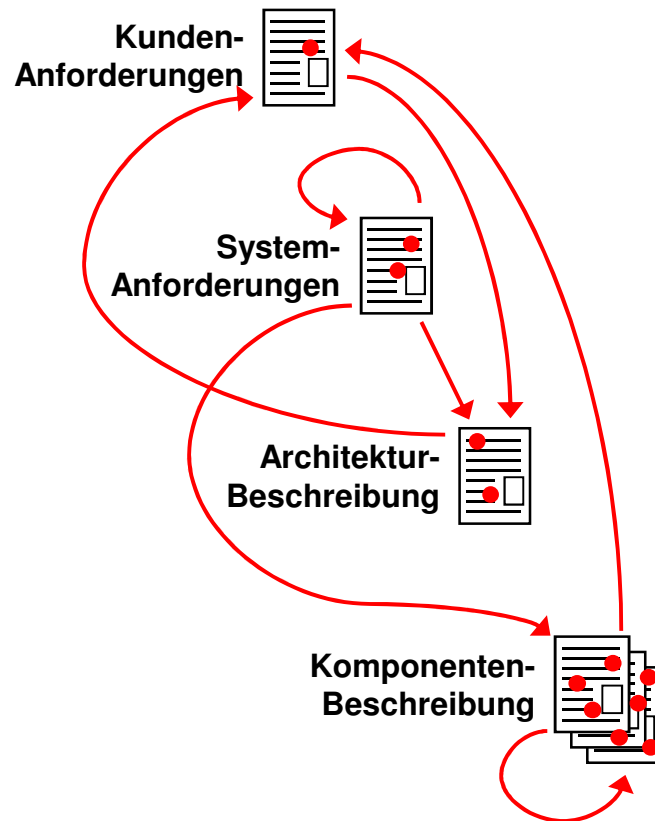 Kunden-
Anforderungen
System-
Anforderungen
Architektur-
Beschreibung
Komponenten-
Beschreibung